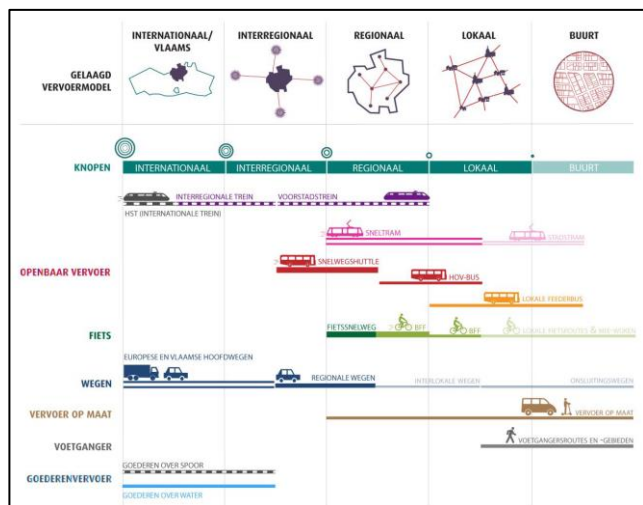 INTERNATIONAAL/
VLAAMS
INTERREGIONAAL
REGIONAAL
LOKAAL
BUURT
GELAAGD
VERVOERMODEL
KNOPEN
INTERNATIONAAL
INTERREGIONAAL
REGIONAAL
LOKAAL
BUURT
INTERREGIONALE TREIN
VOORSTADSTREIN
HST (INTERNATIONALE TREIN)
SNELTRAM
STADSTRAM
OPENBAAR VERVOER
SNELWEGSHUTTLE
HOV-BUS
LOKALE FEEDERBUS
FIETS
FIETSSNELWEG
BFF
BFF
LOKALE FIETSROUTES &
EUROPESE EN VLAAMSE HOOFDWEGEN
WEGEN
REGIONALE WEGEN
INTERLOKALE WEGEN
ONSLUITINGSWEGEN
VERVOER OP MAAT
VERVOER OP MAAT
VOETGANGER
VOETGANGERSROUTES EN -GEBIEDEN
GOEDEREN OVER SPOOR
GOEDERENVERVOER
GOEDEREN OVER WATER